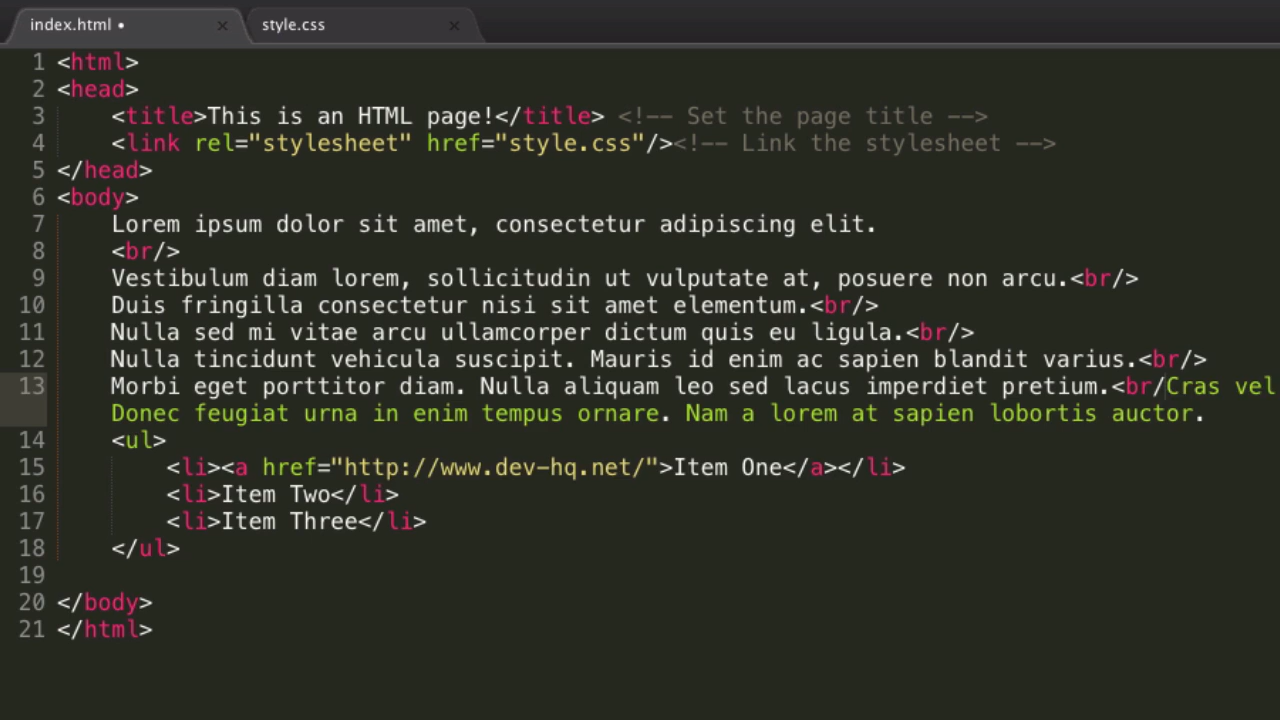 index.html • ×
style.css ×
1 <html>
2 <head>
3 <title>This is an HTML page!</title> <!-- Set the page title -->
4 <link rel="stylesheet" href="style.css"/><!-- Link the stylesheet -->
5 </head>
6 <body>
7 Lorem ipsum dolor sit amet, consectetur adipiscing elit.
8 <br/>
9 Vestibulum diam lorem, sollicitudin ut vulputate at, posuere non arcu.<br/>
10 Duis fringilla consectetur nisi sit amet elementum.<br/>
11 Nulla sed mi vitae arcu ullamcorper dictum quis eu ligula.<br/>
12 Nulla tincidunt vehicula suscipit. Mauris id enim ac sapien blandit varius.<br/>
13 Morbi eget porttitor diam. Nulla aliquam leo sed lacus imperdiet pretium.<br/Cras vel
Donec feugiat urna in enim tempus ornare. Nam a lorem at sapien lobortis auctor.
14 <ul>
15 <li><a href="http://www.dev-hq.net/">Item One</a></li>
16 <li>Item Two</li>
17 <li>Item Three</li>
18 </ul>
19
20 </body>
21 </html>